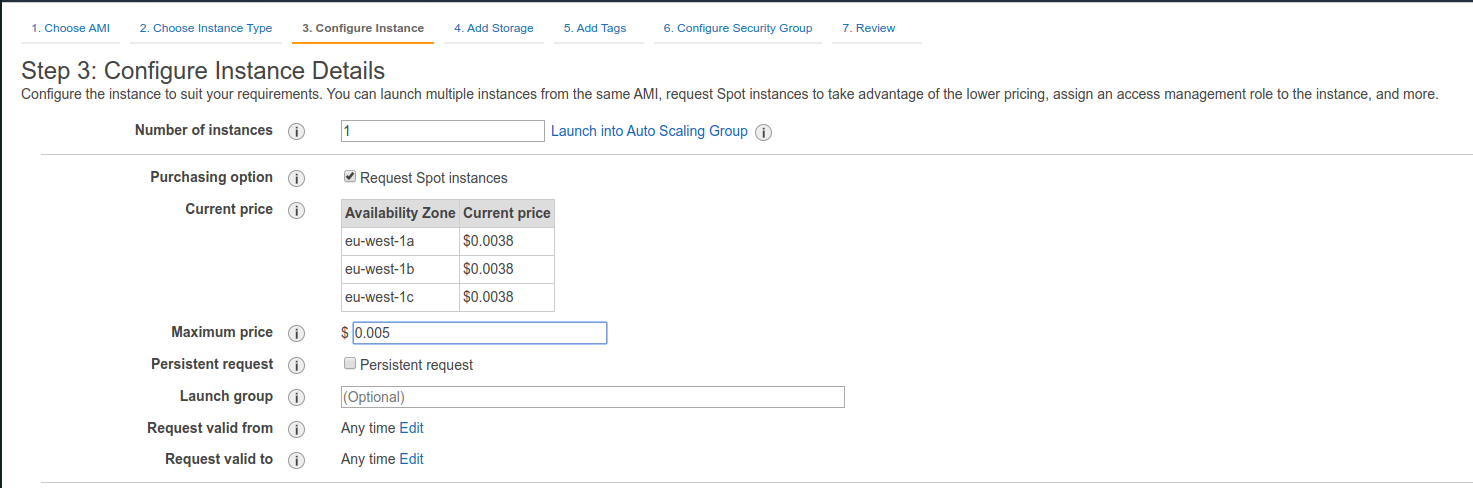 1. Choose AMI 2. Choose Instance Type 3. Configure Instance 4. Add Storage 5. Add Tags 6. Configure Security Group 7. Review
Step 3: Configure Instance Details
Configure the instance to suit your requirements. You can launch multiple instances from the same AMI, request Spot instances to take advantage of the lower pricing, assign an access management role to the instance, and more.
Number of instances i 1 Launch into Auto Scaling Group i
Purchasing option i Request Spot instances
Current price i Availability Zone Current price
eu-west-1a $0.0038
eu-west-1b $0.0038
eu-west-1c $0.0038
Maximum price i $ 0.005
Persistent request i Persistent request
Launch group i (Optional)
Request valid from i Any time Edit
Request valid to i Any time Edit